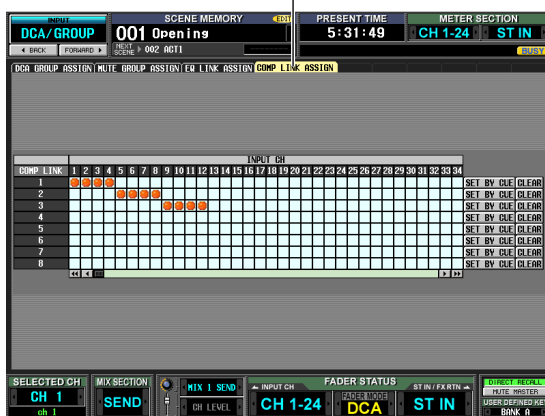 INPUT
DCA/GROUP
BACK FORWARD
SCENE MEMORY
EDIT
001 Opening
NEXT SCENE 002 ACT1
PRESENT TIME
5:31:49
METER SECTION
CH 1-24 ST IN
BUSY
DCA GROUP ASSIGN MUTE GROUP ASSIGN EQ LINK ASSIGN COMP LINK ASSIGN
INPUT CH
COMP LINK 1 2 3 4 5 6 7 8 9 10 11 12 13 14 15 16 17 18 19 20 21 22 23 24 25 26 27 28 29 30 31 32 33 34
1 SET BY CUE CLEAR
2 SET BY CUE CLEAR
3 SET BY CUE CLEAR
4 SET BY CUE CLEAR
5 SET BY CUE CLEAR
6 SET BY CUE CLEAR
7 SET BY CUE CLEAR
8 SET BY CUE CLEAR
SELECTED CH
CH 1
ch 1
MIX SECTION
SEND
MIX 1 SEND
CH LEVEL
FADER STATUS
INPUT CH
CH 1-24
FADER MODE
DCA
ST IN / FX RTN
ST IN
DIRECT RECALL
MUTE MASTER
USER DEFINED KEY
BANK A